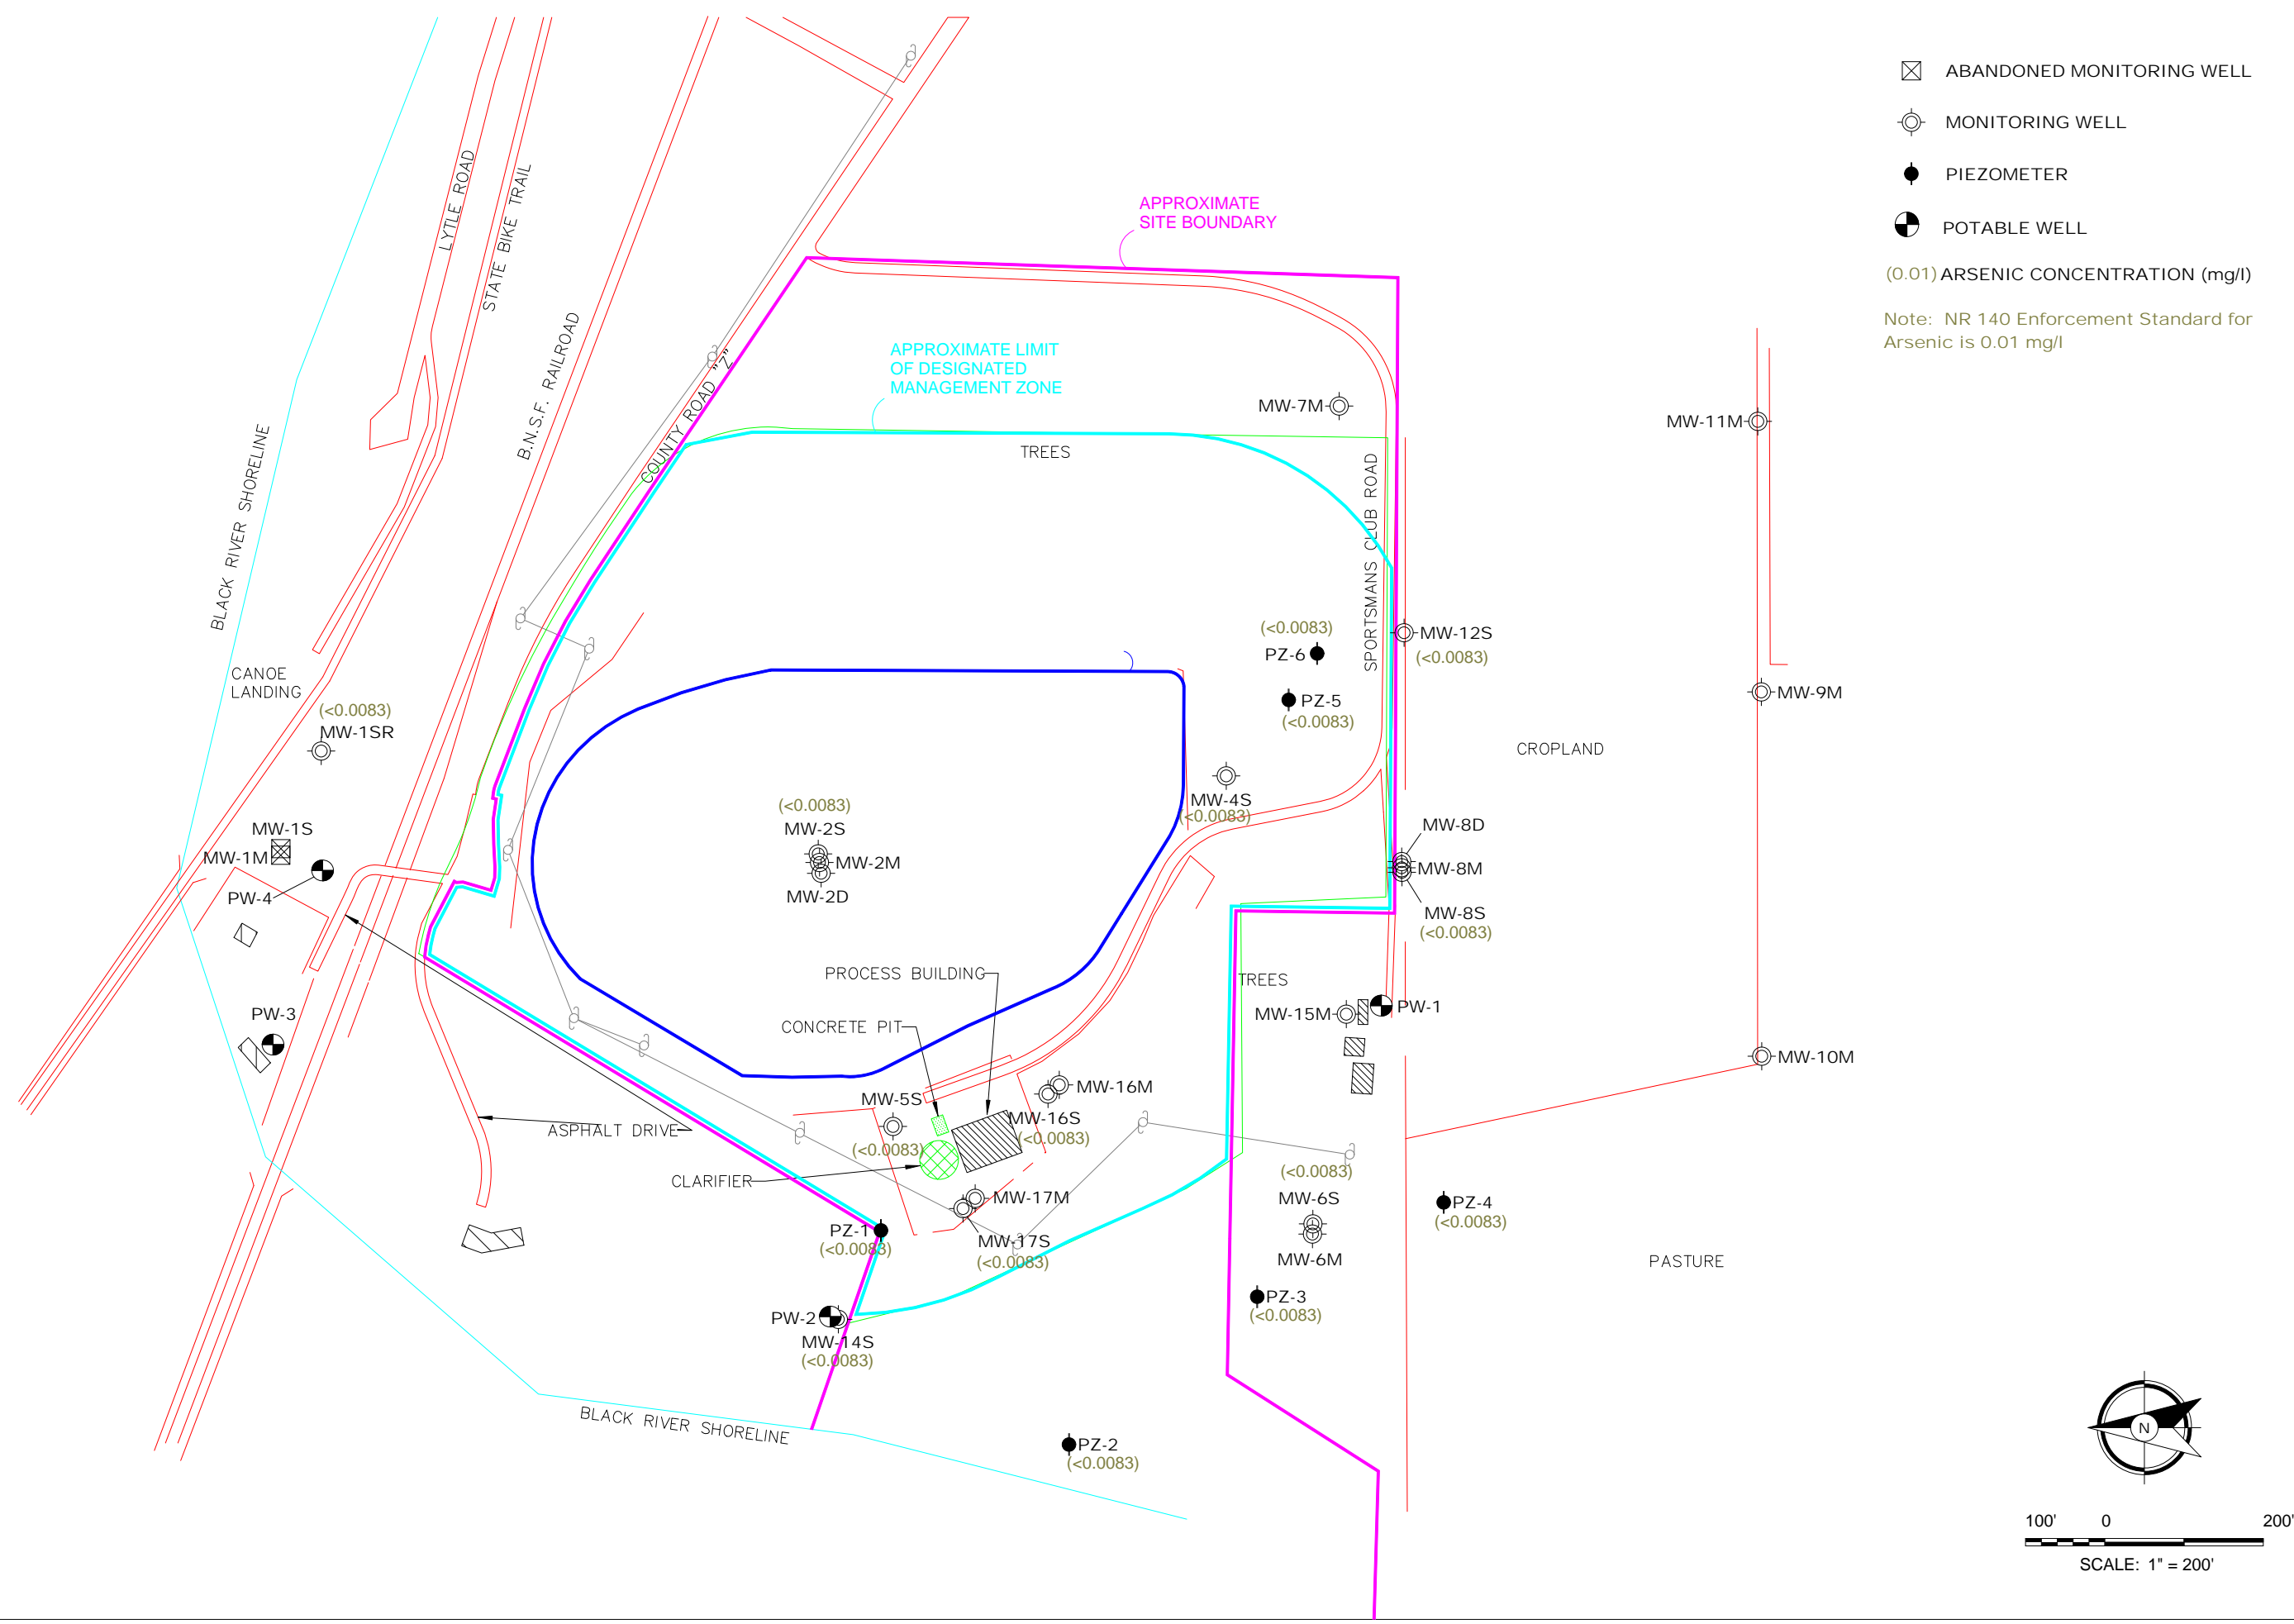 ABANDONED MONITORING WELL
MONITORING WELL
PIEZOMETER
POTABLE WELL
(0.01) ARSENIC CONCENTRATION (mg/l)
Note: NR 140 Enforcement Standard for
Arsenic is 0.01 mg/l
LYTLE ROAD
STATE BIKE TRAIL
B.N.S.F. RAILROAD
COUNTY ROAD "Z"
BLACK RIVER SHORELINE
APPROXIMATE
SITE BOUNDARY
APPROXIMATE LIMIT
OF DESIGNATED
MANAGEMENT ZONE
TREES
MW-7M
MW-11M
SPORTSMANS CLUB ROAD
(<0.0083)
PZ-6
PZ-5
(<0.0083)
MW-12S
(<0.0083)
MW-9M
CANOE
LANDING
(<0.0083)
MW-1SR
CROPLAND
MW-4S
(<0.0083)
(<0.0083)
MW-2S
MW-2M
MW-2D
MW-1S
MW-1M
PW-4
MW-8D
MW-8M
MW-8S
(<0.0083)
PROCESS BUILDING
TREES
CONCRETE PIT
MW-15M
PW-1
PW-3
MW-10M
MW-5S
(<0.0083)
MW-16M
MW-16S
(<0.0083)
ASPHALT DRIVE
CLARIFIER
(<0.0083)
MW-6S
MW-6M
MW-17M
MW-17S
(<0.0083)
PZ-4
(<0.0083)
PZ-1
(<0.0083)
PASTURE
PZ-3
(<0.0083)
PW-2
MW-14S
(<0.0083)
BLACK RIVER SHORELINE
PZ-2
(<0.0083)
N
100' 0 200'
SCALE: 1" = 200'